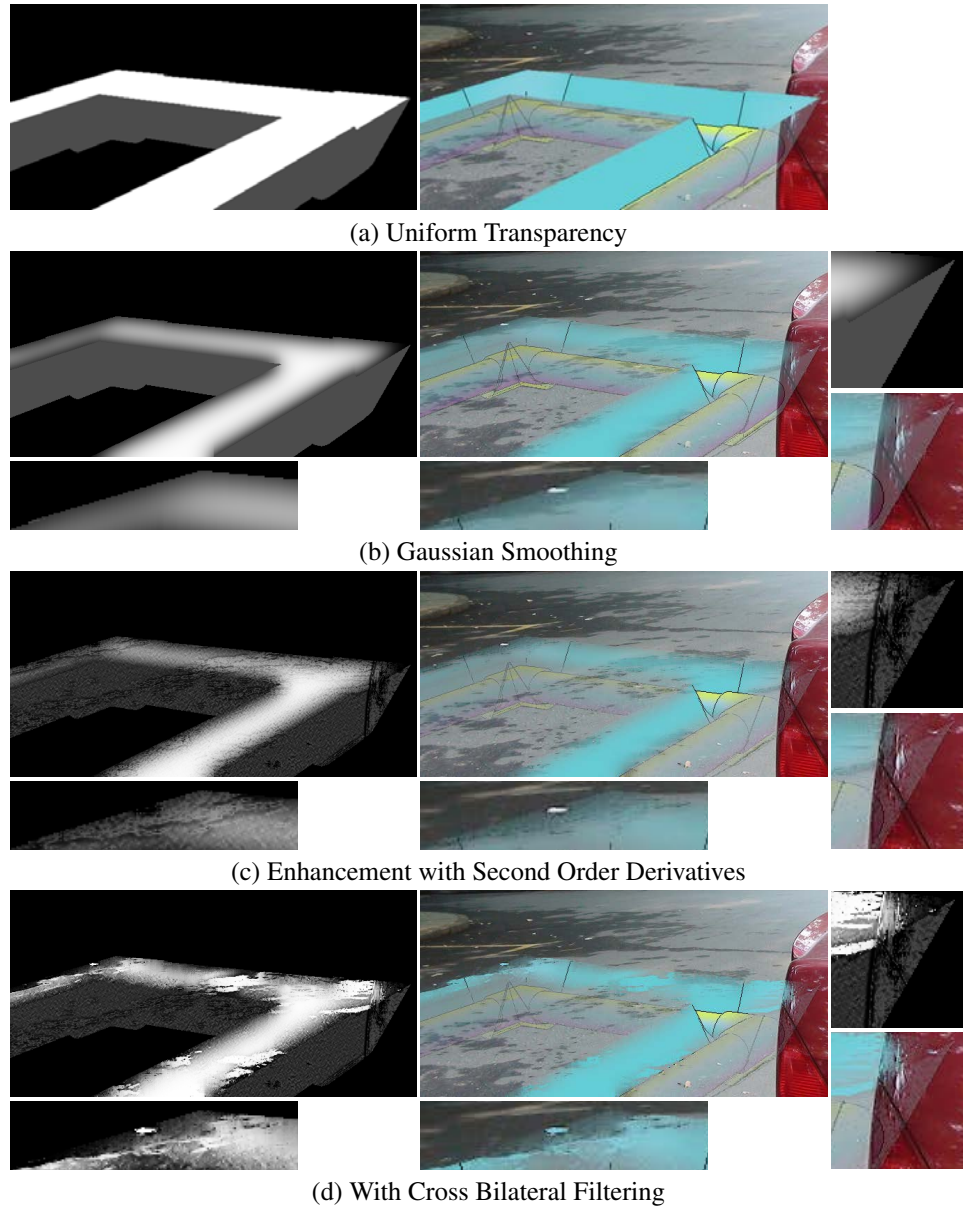 (a) Uniform Transparency
(b) Gaussian Smoothing
(c) Enhancement with Second Order Derivatives
(d) With Cross Bilateral Filtering